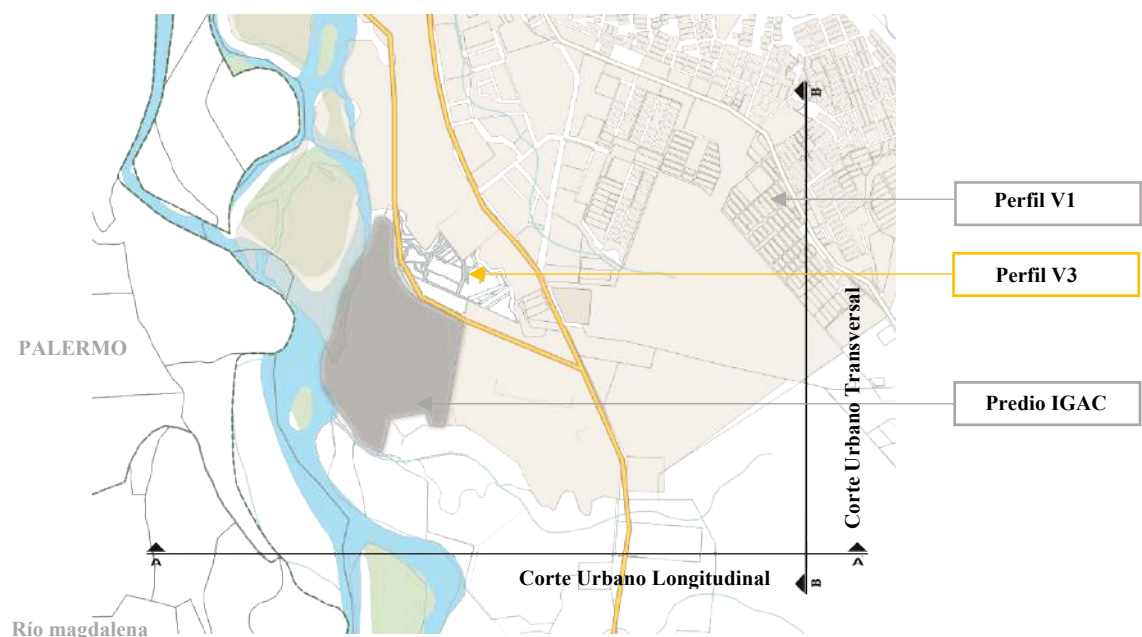 B
Perfil V1
Perfil V3
PALERMO
Corte Urbano Transversal
Predio IGAC
A
A
Corte Urbano Longitudinal
B
Río magdalena